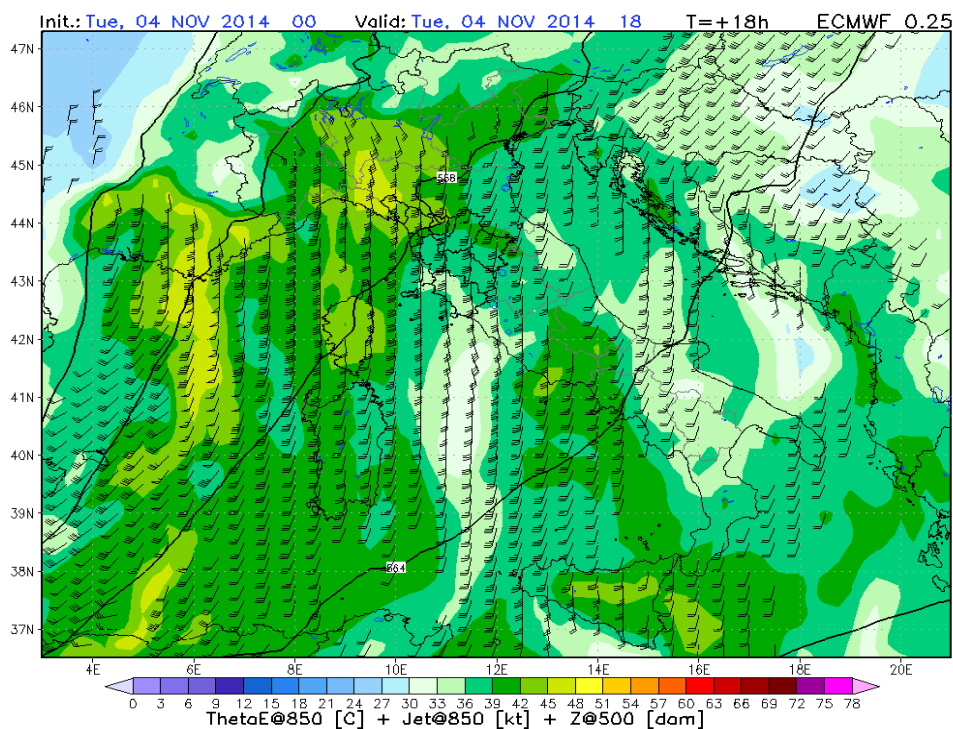 Init.: Tue, 04 NOV 2014 00 Valid: Tue, 04 NOV 2014 18 T=+18h ECMWF 0.25
47N
46N
45N
44N
43N
42N
41N
40N
39N
38N
37N
558
564
4E 6E 8E 10E 12E 14E 16E 18E 20E
0 3 6 9 12 15 18 21 24 27 30 33 36 39 42 45 48 51 54 57 60 63 66 69 72 75 78
ThetaE@850 [C] + Jet@850 [kt] + Z@500 [dam]